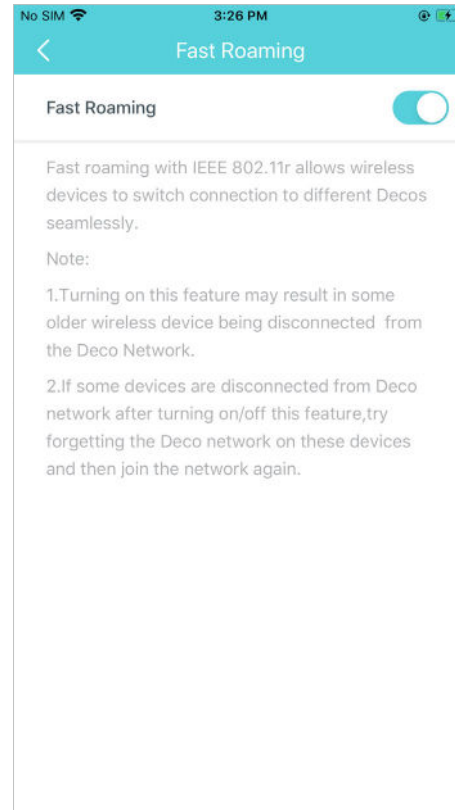 No SIM 3:26 PM
Fast Roaming
Fast Roaming
Fast roaming with IEEE 802.11r allows wireless
devices to switch connection to different Decos
seamlessly.
Note:
1.Turning on this feature may result in some
older wireless device being disconnected from
the Deco Network.
2.If some devices are disconnected from Deco
network after turning on/off this feature,try
forgetting the Deco network on these devices
and then join the network again.